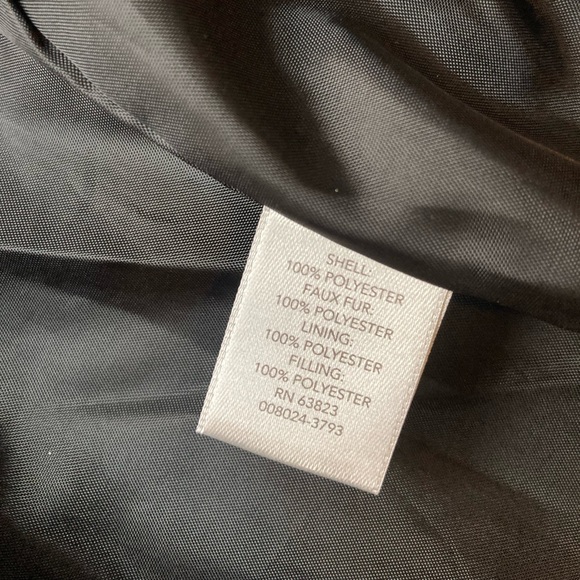 SHELL:
100% POLYESTER
FAUX FUR:
100% POLYESTER
LINING:
100% POLYESTER
FILLING:
100% POLYESTER
RN 63823
008024-3793